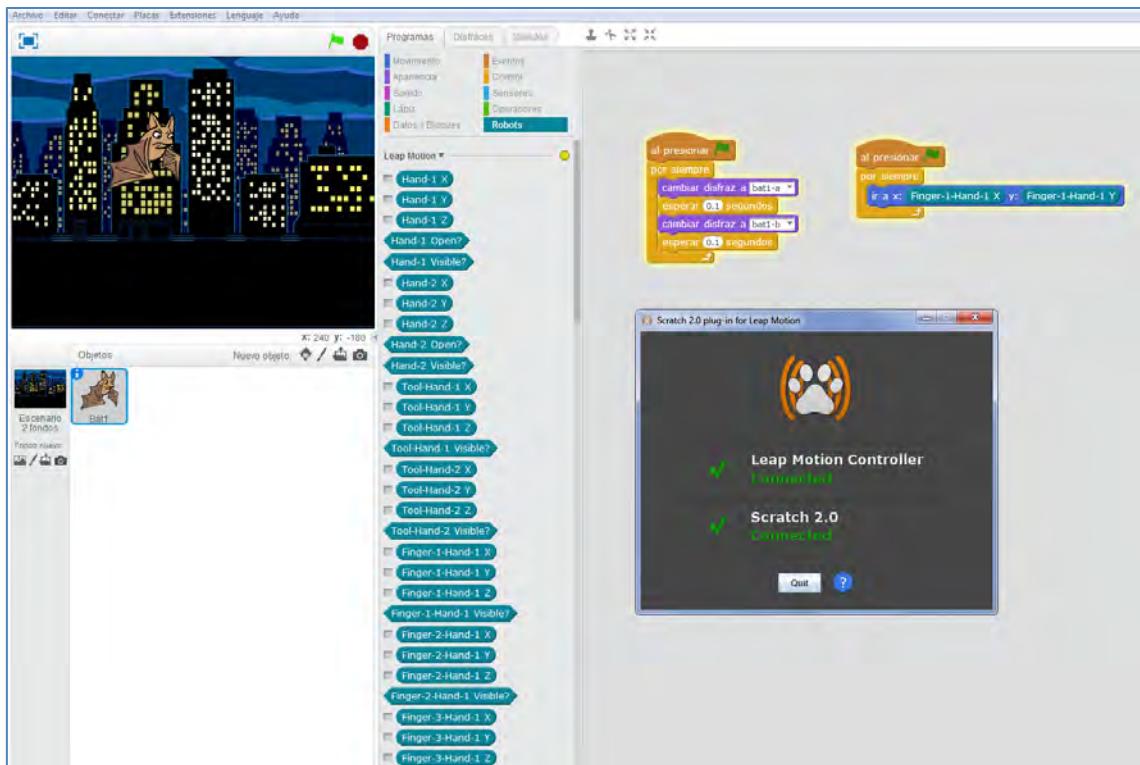 Archivo Editar Conectar Placas Extensiones Lenguaje Ayuda
Programas Disfraces Sonidos
Movimiento Eventos
Apariencia Control
Sonido Sensores
Lápiz Operadores
Datos y Bloques Robots
Leap Motion
Hand-1 X
Hand-1 Y
Hand-1 Z
Hand-1 Open?
Hand-1 Visible?
Hand-2 X
Hand-2 Y
Hand-2 Z
Hand-2 Open?
Hand-2 Visible?
Tool-Hand-1 X
Tool-Hand-1 Y
Tool-Hand-1 Z
Tool-Hand-1 Visible?
Tool-Hand-2 X
Tool-Hand-2 Y
Tool-Hand-2 Z
Tool-Hand-2 Visible?
Finger-1-Hand-1 X
Finger-1-Hand-1 Y
Finger-1-Hand-1 Z
Finger-1-Hand-1 Visible?
Finger-2-Hand-1 X
Finger-2-Hand-1 Y
Finger-2-Hand-1 Z
Finger-2-Hand-1 Visible?
Finger-3-Hand-1 X
Finger-3-Hand-1 Y
Finger-3-Hand-1 Z
x: 240 y: -180
Objetos Nuevo objeto:
Escenario
2 fondos
Bat1
Fondo nuevo:
al presionar
por siempre
cambiar disfraz a bat1-a
esperar 0.1 segundos
cambiar disfraz a bat1-b
esperar 0.1 segundos
al presionar
por siempre
ir a x: Finger-1-Hand-1 X y: Finger-1-Hand-1 Y
Scratch 2.0 plug-in for Leap Motion
Leap Motion Controller
Connected
Scratch 2.0
Connected
Quit ?